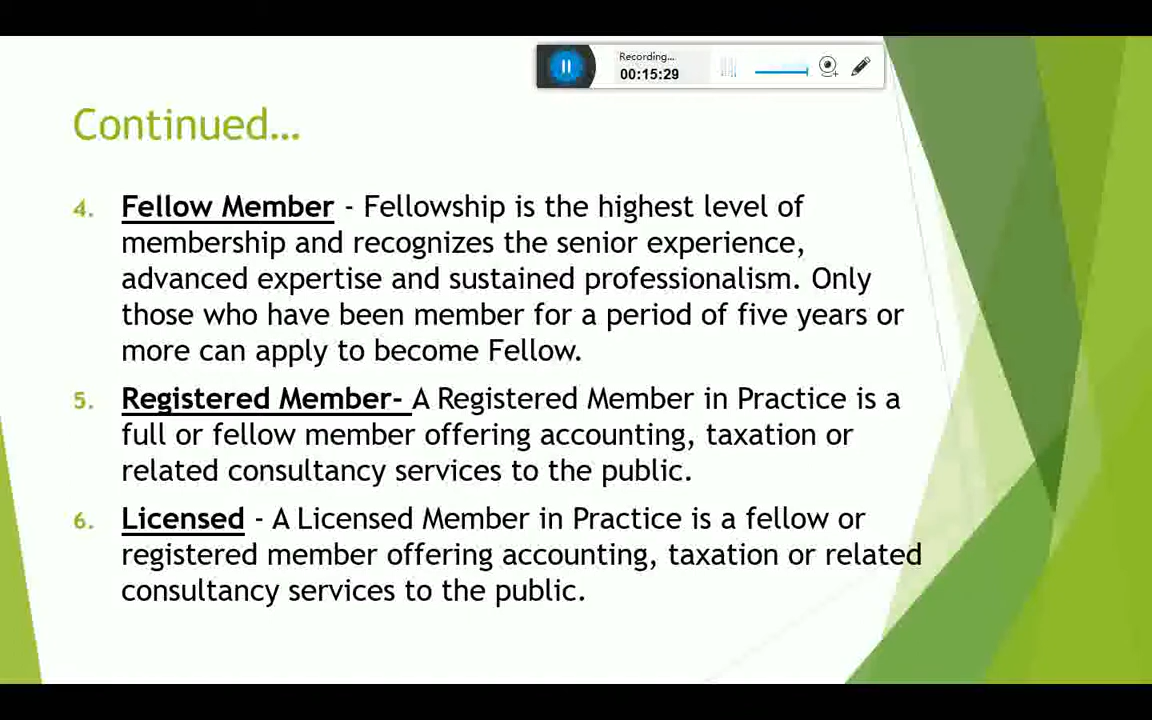 Recording...
00:15:29
Continued...
4. Fellow Member - Fellowship is the highest level of
membership and recognizes the senior experience,
advanced expertise and sustained professionalism. Only
those who have been member for a period of five years or
more can apply to become Fellow.
5. Registered Member- A Registered Member in Practice is a
full or fellow member offering accounting, taxation or
related consultancy services to the public.
6. Licensed - A Licensed Member in Practice is a fellow or
registered member offering accounting, taxation or related
consultancy services to the public.